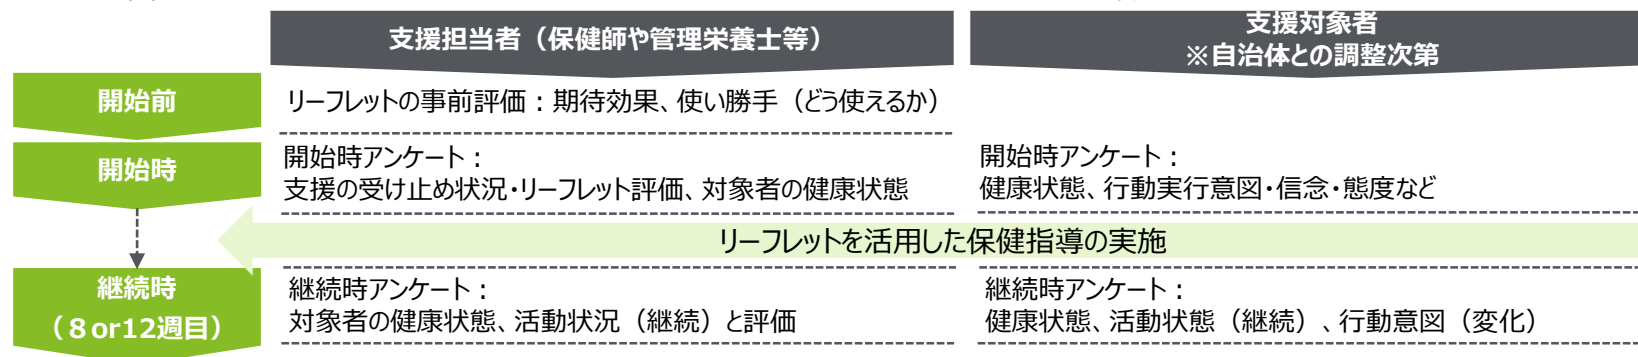 支援担当者（保健師や管理栄養士等）
支援対象者
※自治体との調整次第
開始前
リーフレットの事前評価：期待効果、使い勝手（どう使えるか）
開始時
開始時アンケート：
支援の受け止め状況・リーフレット評価、対象者の健康状態
開始時アンケート：
健康状態、行動実行意図・信念・態度など
リーフレットを活用した保健指導の実施
継続時
（８or12週目）
継続時アンケート：
対象者の健康状態、活動状況（継続）と評価
継続時アンケート：
健康状態、活動状態（継続）、行動意図（変化）